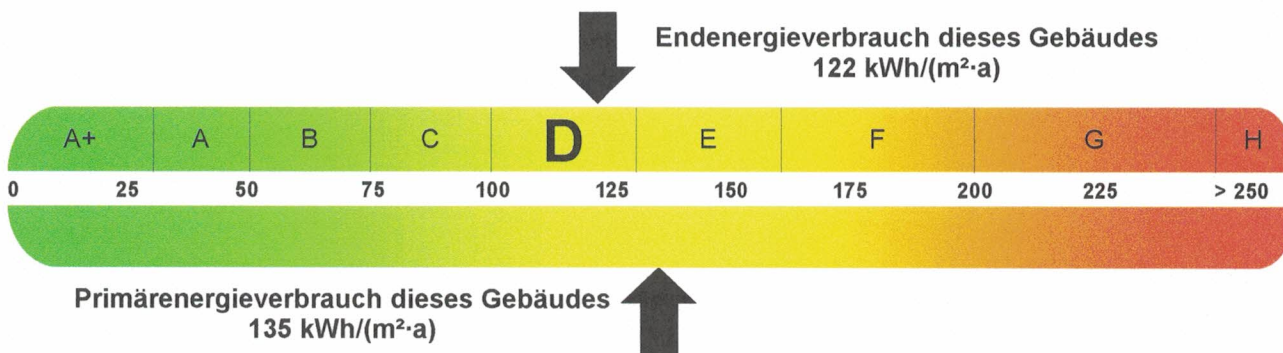 Endenergieverbrauch dieses Gebäudes
122 kWh/(m²·a)
A+ A B C D E F G H
0 25 50 75 100 125 150 175 200 225 > 250
Primärenergieverbrauch dieses Gebäudes
135 kWh/(m²·a)